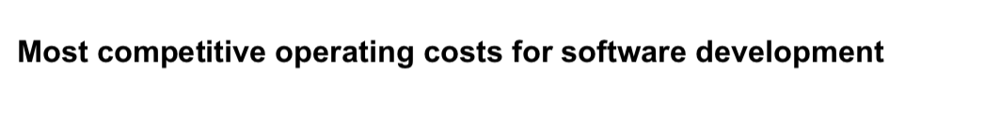 Most competitive operating costs for software development